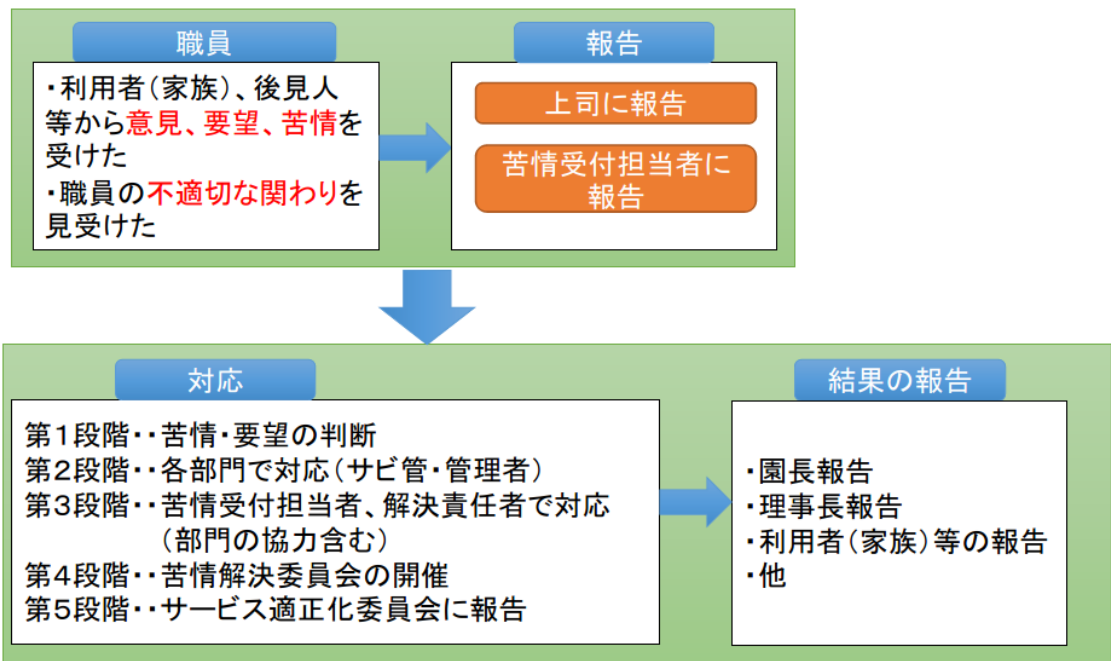 職員
・利用者(家族)、後見人
等から意見、要望、苦情を
受けた
・職員の不適切な関わりを
見受けた
報告
上司に報告
苦情受付担当者に
報告
対応
第1段階・・苦情・要望の判断
第2段階・・各部門で対応(サビ管・管理者)
第3段階・・苦情受付担当者、解決責任者で対応
(部門の協力含む)
第4段階・・苦情解決委員会の開催
第5段階・・サービス適正化委員会に報告
結果の報告
・園長報告
・理事長報告
・利用者(家族)等の報告
・他